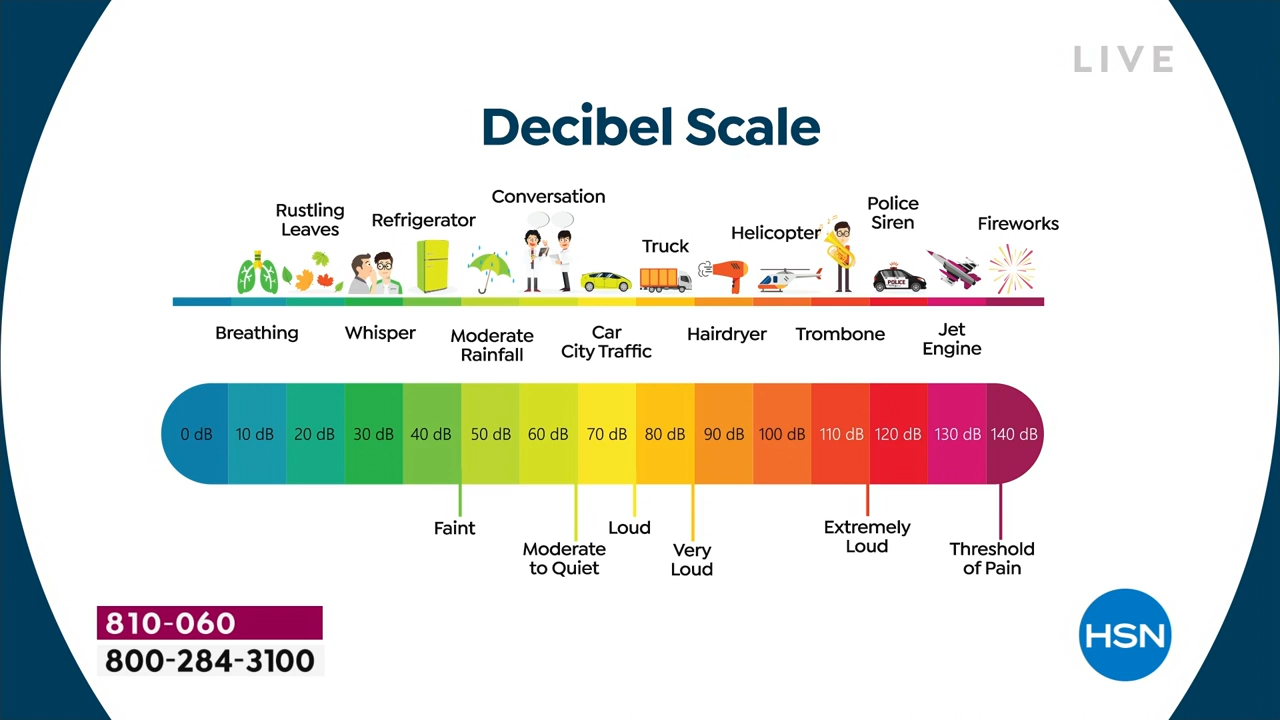 LIVE
Decibel Scale
Rustling
Leaves
Refrigerator
Conversation
Truck
Helicopter
Police
Siren
Fireworks
POLICE
Breathing
Whisper
Moderate
Rainfall
Car
City Traffic
Hairdryer
Trombone
Jet
Engine
0 dB 10 dB 20 dB 30 dB 40 dB 50 dB 60 dB 70 dB 80 dB 90 dB 100 dB 110 dB 120 dB 130 dB 140 dB
Faint
Moderate
to Quiet
Loud
Very
Loud
Extremely
Loud
Threshold
of Pain
810-060
800-284-3100
HSN